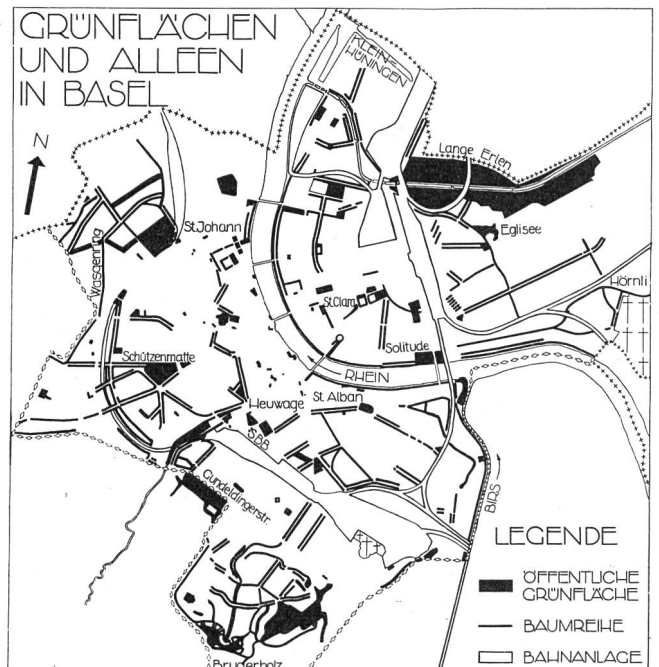 GRÜNFLÄCHEN
UND ALLEEN
IN BASEL
N
KLEIN-
HÜNINGEN
Lange Erlen
St.Johann
Eglisee
Wasgenring
Hörnli
St.Clara
Schützenmatte
Solitude
RHEIN
Heuwage
St. Alban
SBB
Gundeldingerstr.
BIRS
LEGENDE
ÖFFENTLICHE
GRÜNFLÄCHE
BAUMREIHE
BAHNANLAGE
Bruderholz